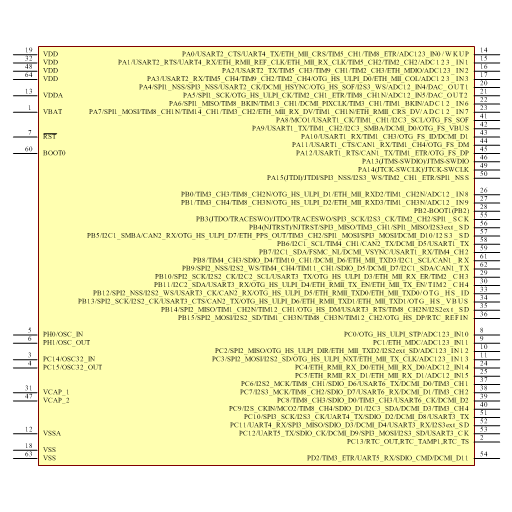 19 VDD PA0/USART2_CTS/UART4_TX/ETH_MII_CRS/TIM5_CH1/TIM8_ETR/ADC123_IN0/WKUP 14
32 VDD PA1/USART2_RTS/UART4_RX/ETH_RMII_REF_CLK/ETH_MII_RX_CLK/TIM5_CH2/TIM2_CH2/ADC123_IN1 15
48 VDD PA2/USART2_TX/TIM5_CH3/TIM9_CH1/TIM2_CH3/ETH_MDIO/ADC123_IN2 16
64 VDD PA3/USART2_RX/TIM5_CH4/TIM9_CH2/TIM2_CH4/OTG_HS_ULPI_D0/ETH_MII_COL/ADC123_IN3 17
PA4/SPI1_NSS/SPI3_NSS/USART2_CK/DCMI_HSYNC/OTG_HS_SOF/I2S3_WS/ADC12_IN4/DAC_OUT1 20
13 VDDA PA5/SPI1_SCK/OTG_HS_ULPI_CK/TIM2_CH1_ETR/TIM8_CH1N/ADC12_IN5/DAC_OUT2 21
PA6/SPI1_MISO/TIM8_BKIN/TIM13_CH1/DCMI_PIXCLK/TIM3_CH1/TIM1_BKIN/ADC12_IN6 22
1 VBAT PA7/SPI1_MOSI/TIM8_CH1N/TIM14_CH1/TIM3_CH2/ETH_MII_RX_DV/TIM1_CH1N/ETH_RMII_CRS_DV/ADC12_IN7 23
PA8/MCO1/USART1_CK/TIM1_CH1/I2C3_SCL/OTG_FS_SOF 41
PA9/USART1_TX/TIM1_CH2/I2C3_SMBA/DCMI_D0/OTG_FS_VBUS 42
7 RST PA10/USART1_RX/TIM1_CH3/OTG_FS_ID/DCMI_D1 43
PA11/USART1_CTS/CAN1_RX/TIM1_CH4/OTG_FS_DM 44
60 BOOT0 PA12/USART1_RTS/CAN1_TX/TIM1_ETR/OTG_FS_DP 45
PA13(JTMS-SWDIO)/JTMS-SWDIO 46
PA14(JTCK-SWCLK)/JTCK-SWCLK 49
PA15(JTDI)/JTDI/SPI3_NSS/I2S3_WS/TIM2_CH1_ETR/SPI1_NSS 50
PB0/TIM3_CH3/TIM8_CH2N/OTG_HS_ULPI_D1/ETH_MII_RXD2/TIM1_CH2N/ADC12_IN8 26
PB1/TIM3_CH4/TIM8_CH3N/OTG_HS_ULPI_D2/ETH_MII_RXD3/TIM1_CH3N/ADC12_IN9 27
PB2-BOOT1(PB2) 28
PB3(JTDO/TRACESWO)/JTDO/TRACESWO/SPI3_SCK/I2S3_CK/TIM2_CH2/SPI1_SCK 55
PB4(NJTRST)/NJTRST/SPI3_MISO/TIM3_CH1/SPI1_MISO/I2S3ext_SD 56
PB5/I2C1_SMBA/CAN2_RX/OTG_HS_ULPI_D7/ETH_PPS_OUT/TIM3_CH2/SPI1_MOSI/SPI3_MOSI/DCMI_D10/I2S3_SD 57
PB6/I2C1_SCL/TIM4_CH1/CAN2_TX/DCMI_D5/USART1_TX 58
PB7/I2C1_SDA/FSMC_NL/DCMI_VSYNC/USART1_RX/TIM4_CH2 59
PB8/TIM4_CH3/SDIO_D4/TIM10_CH1/DCMI_D6/ETH_MII_TXD3/I2C1_SCL/CAN1_RX 61
PB9/SPI2_NSS/I2S2_WS/TIM4_CH4/TIM11_CH1/SDIO_D5/DCMI_D7/I2C1_SDA/CAN1_TX 62
PB10/SPI2_SCK/I2S2_CK/I2C2_SCL/USART3_TX/OTG_HS_ULPI_D3/ETH_MII_RX_ER/TIM2_CH3 29
PB11/I2C2_SDA/USART3_RX/OTG_HS_ULPI_D4/ETH_RMII_TX_EN/ETH_MII_TX_EN/TIM2_CH4 30
PB12/SPI2_NSS/I2S2_WS/I2C2_SMBA/USART3_CK/CAN2_RX/OTG_HS_ULPI_D5/ETH_RMII_TXD0/ETH_MII_TXD0/OTG_HS_ID 33
PB13/SPI2_SCK/I2S2_CK/USART3_CTS/CAN2_TX/OTG_HS_ULPI_D6/ETH_RMII_TXD1/ETH_MII_TXD1/OTG_HS_VBUS 34
PB14/SPI2_MISO/TIM1_CH2N/TIM12_CH1/OTG_HS_DM/USART3_RTS/TIM8_CH2N/I2S2ext_SD 35
PB15/SPI2_MOSI/I2S2_SD/TIM1_CH3N/TIM8_CH3N/TIM12_CH2/OTG_HS_DP/RTC_REFIN 36
5 PH0/OSC_IN PC0/OTG_HS_ULPI_STP/ADC123_IN10 8
6 PH1/OSC_OUT PC1/ETH_MDC/ADC123_IN11 9
PC2/SPI2_MISO/OTG_HS_ULPI_DIR/ETH_MII_TXD2/I2S2ext_SD/ADC123_IN12 10
3 PC14/OSC32_IN PC3/SPI2_MOSI/I2S2_SD/OTG_HS_ULPI_NXT/ETH_MII_TX_CLK/ADC123_IN13 11
4 PC15/OSC32_OUT PC4/ETH_RMII_RX_D0/ETH_MII_RX_D0/ADC12_IN14 24
PC5/ETH_RMII_RX_D1/ETH_MII_RX_D1/ADC12_IN15 25
PC6/I2S2_MCK/TIM8_CH1/SDIO_D6/USART6_TX/DCMI_D0/TIM3_CH1 37
31 VCAP_1 PC7/I2S3_MCK/TIM8_CH2/SDIO_D7/USART6_RX/DCMI_D1/TIM3_CH2 38
47 VCAP_2 PC8/TIM8_CH3/SDIO_D0/TIM3_CH3/USART6_CK/DCMI_D2 39
PC9/I2S_CKIN/MCO2/TIM8_CH4/SDIO_D1/I2C3_SDA/DCMI_D3/TIM3_CH4 40
PC10/SPI3_SCK/I2S3_CK/UART4_TX/SDIO_D2/DCMI_D8/USART3_TX 51
PC11/UART4_RX/SPI3_MISO/SDIO_D3/DCMI_D4/USART3_RX/I2S3ext_SD 52
12 VSSA PC12/UART5_TX/SDIO_CK/DCMI_D9/SPI3_MOSI/I2S3_SD/USART3_CK 53
PC13/RTC_OUT,RTC_TAMP1,RTC_TS 2
18 VSS
63 VSS PD2/TIM3_ETR/UART5_RX/SDIO_CMD/DCMI_D11 54